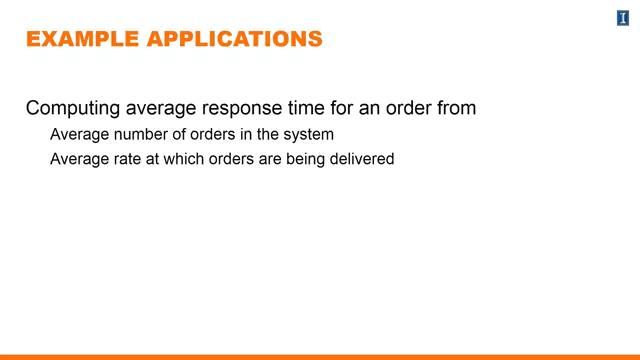 I
EXAMPLE APPLICATIONS
Computing average response time for an order from
Average number of orders in the system
Average rate at which orders are being delivered